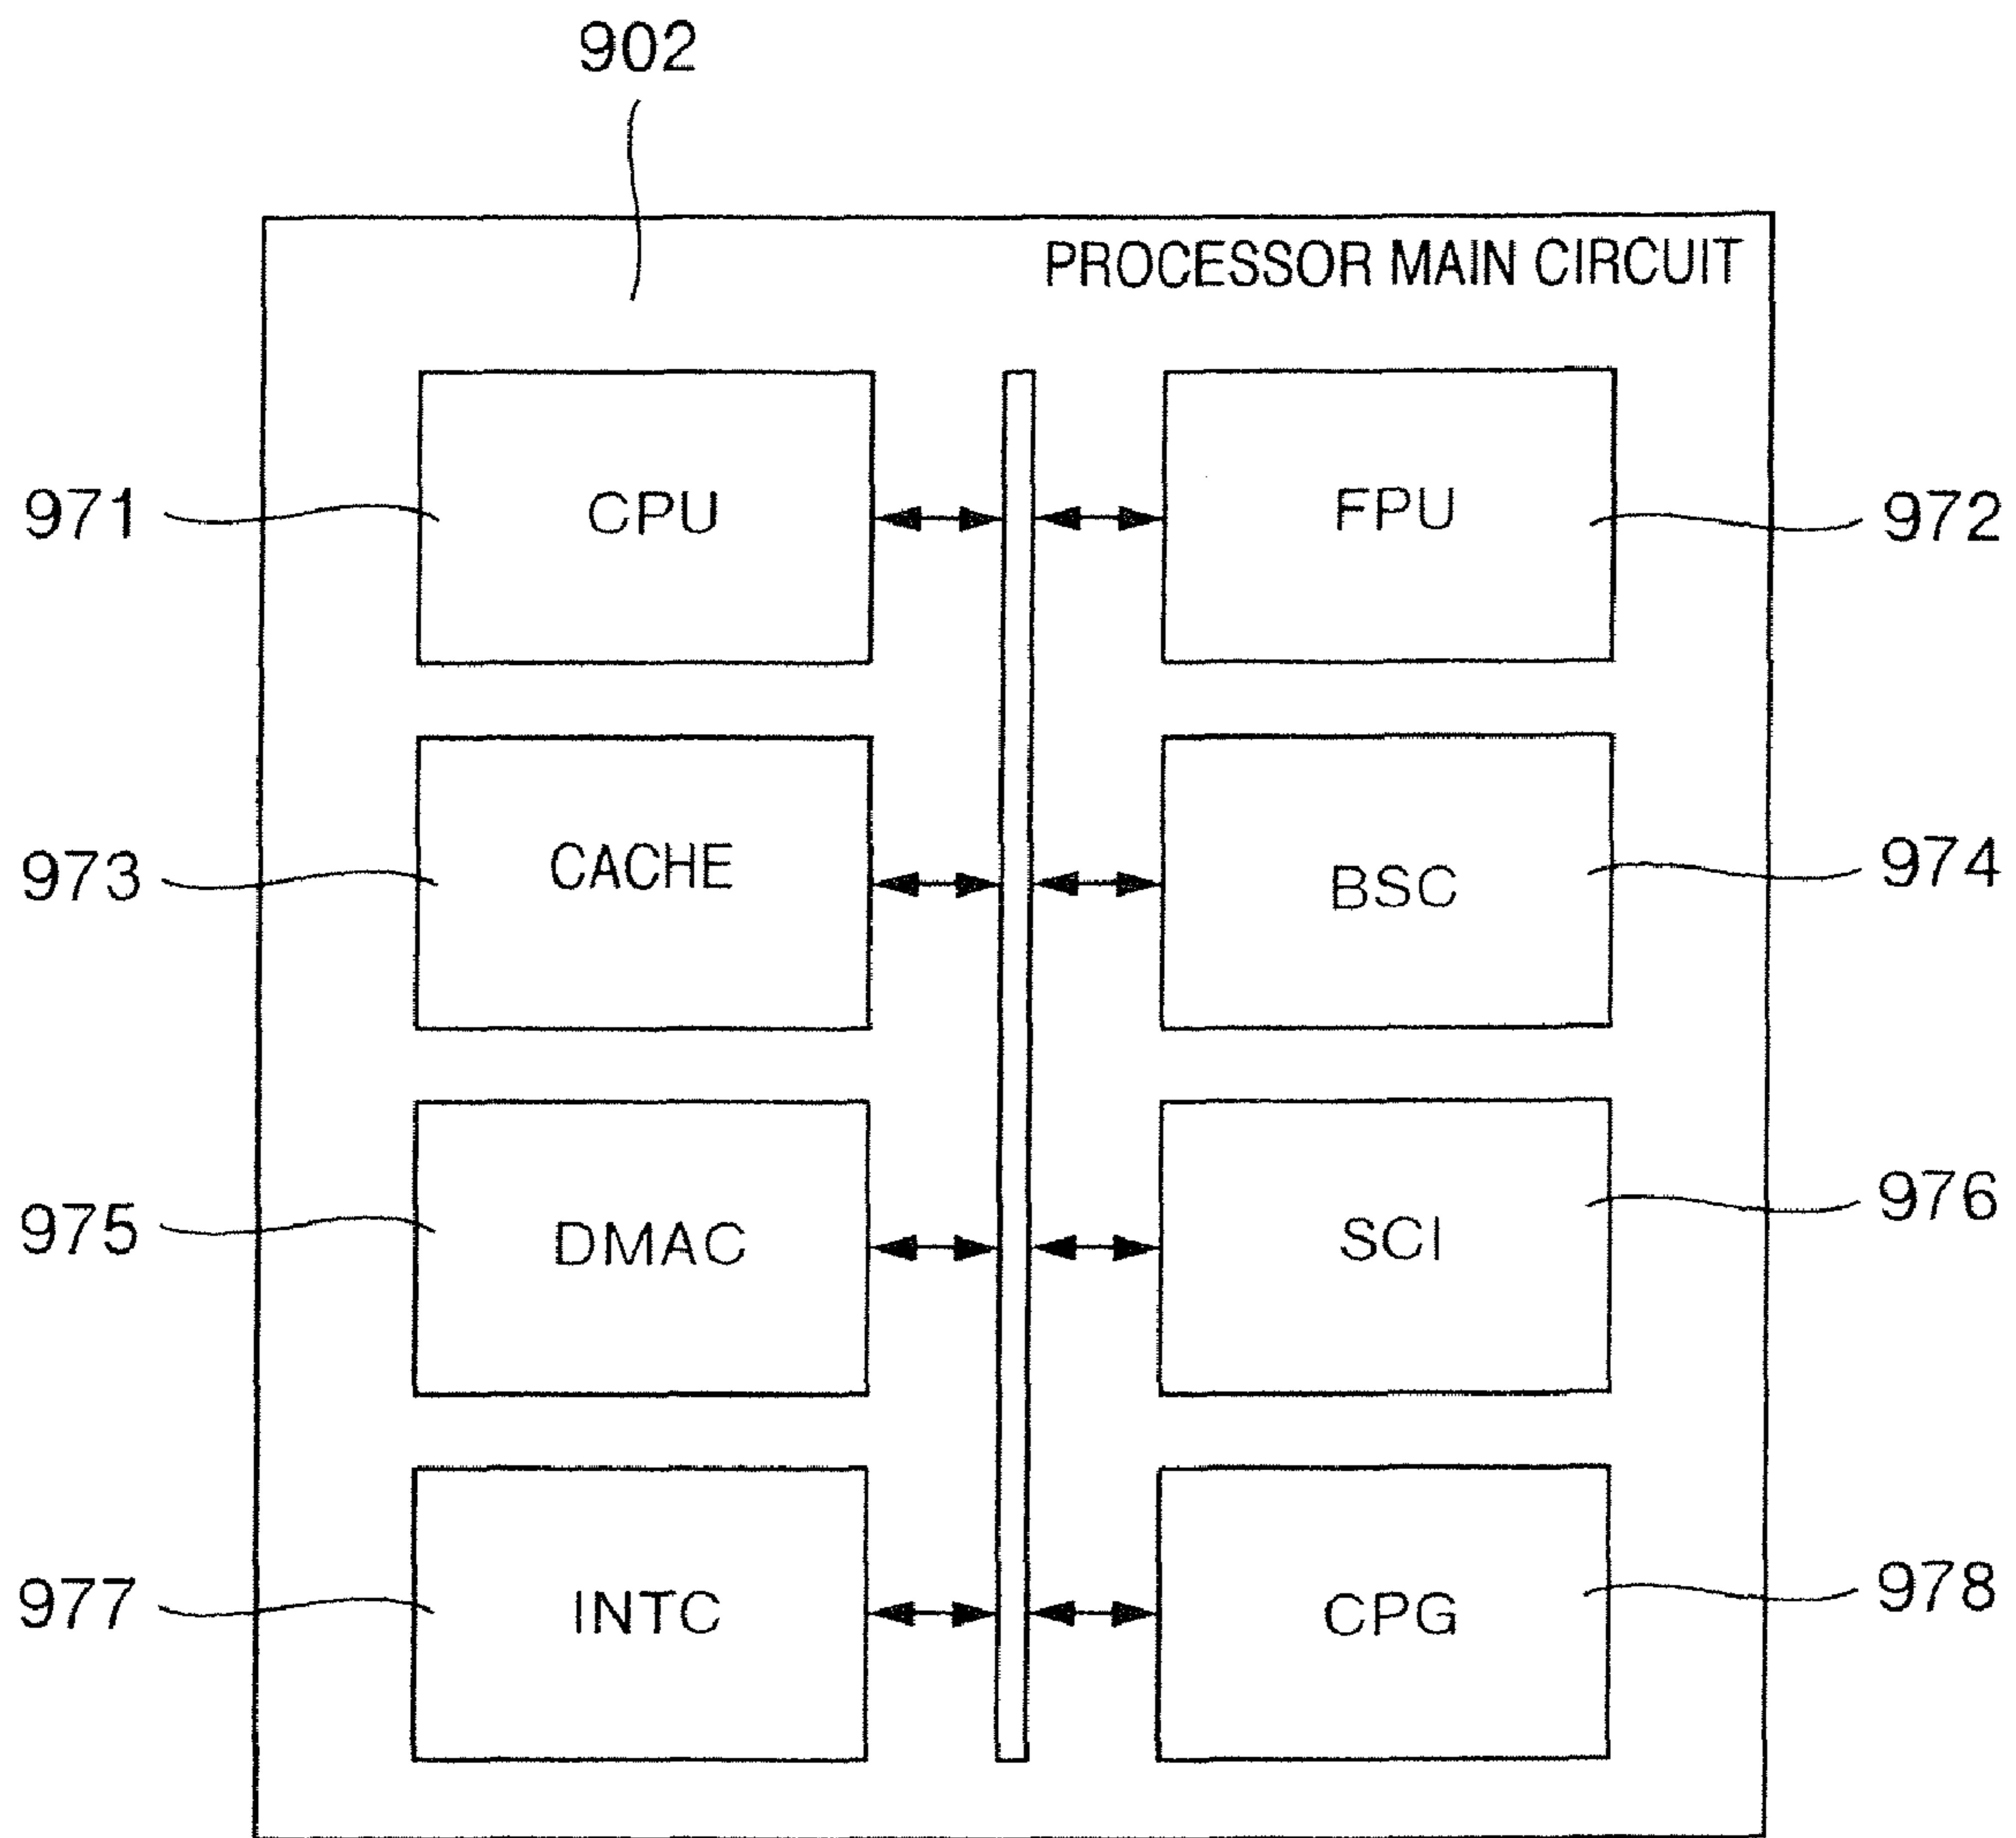 902
PROCESSOR MAIN CIRCUIT
971
CPU
FPU
972
973
CACHE
BSC
974
975
DMAC
SCI
976
977
INTC
CPG
978